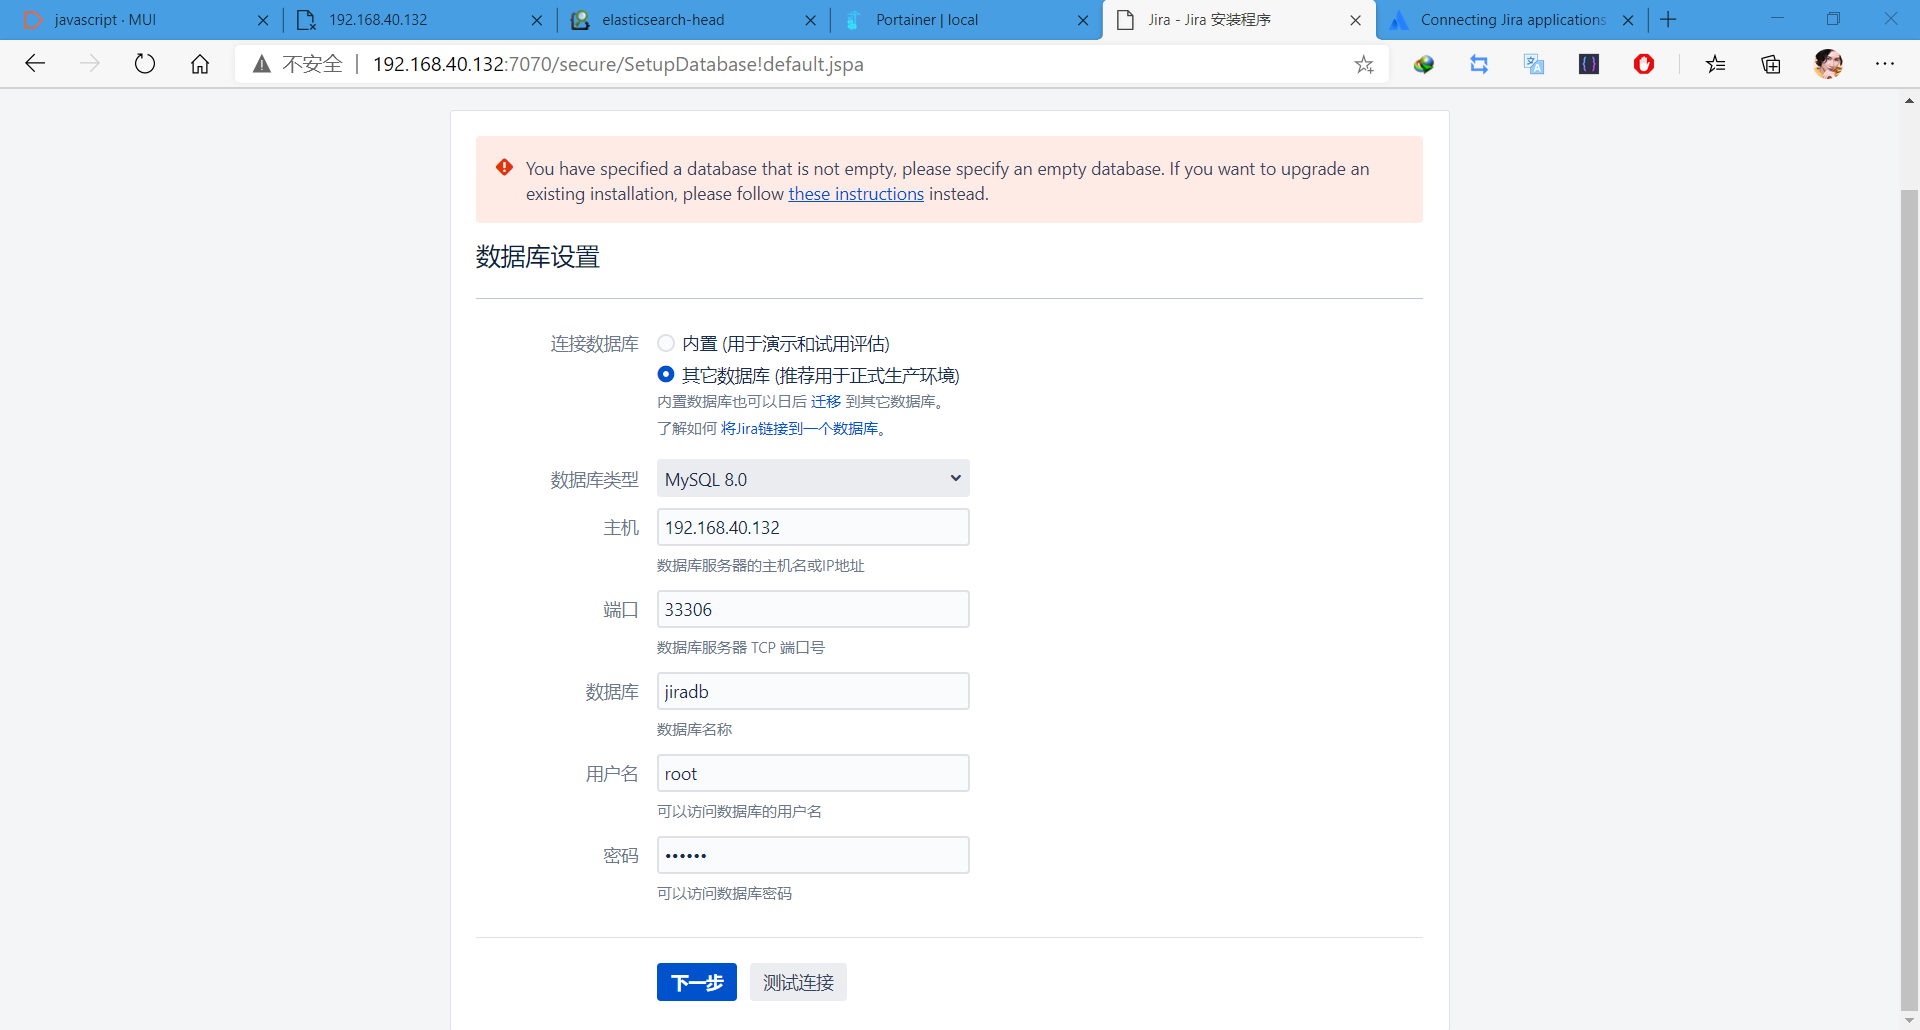 javascript · MUI
192.168.40.132
elasticsearch-head
Portainer | local
Jira - Jira 安装程序
Connecting Jira applications
不安全
192.168.40.132:7070/secure/SetupDatabase!default.jspa
You have specified a database that is not empty, please specify an empty database. If you want to upgrade an
existing installation, please follow these instructions instead.
数据库设置
连接数据库
内置 (用于演示和试用评估)
其它数据库 (推荐用于正式生产环境)
内置数据库也可以日后 迁移 到其它数据库。
了解如何 将Jira链接到一个数据库。
数据库类型
MySQL 8.0
主机
192.168.40.132
数据库服务器的主机名或IP地址
端口
33306
数据库服务器 TCP 端口号
数据库
jiradb
数据库名称
用户名
root
可以访问数据库的用户名
密码
••••••
可以访问数据库密码
下一步
测试连接